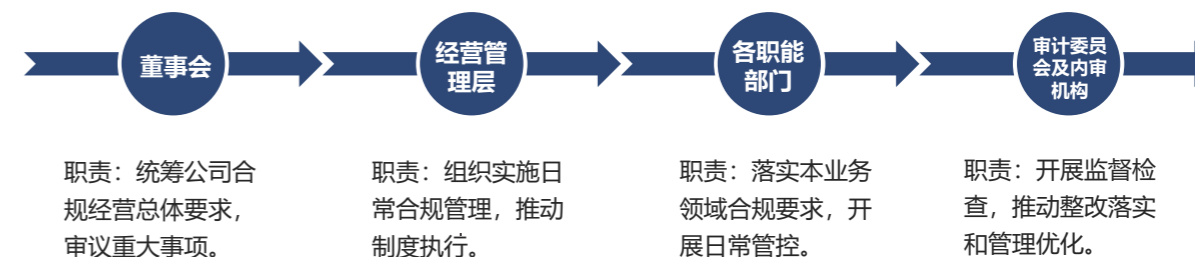 董事会
经营管
理层
各职能
部门
审计委员
会及内审
机构
职责：统筹公司合
规经营总体要求，
审议重大事项。
职责：组织实施日
常合规管理，推动
制度执行。
职责：落实本业务
领域合规要求，开
展日常管控。
职责：开展监督检
查，推动整改落实
和管理优化。